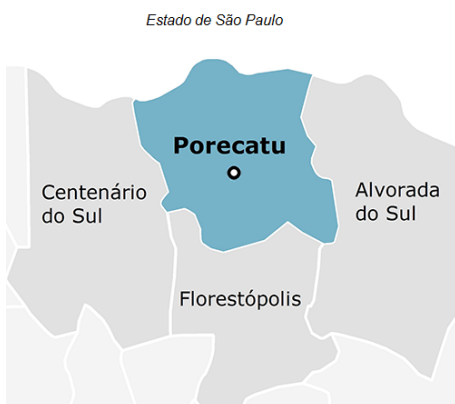 Estado de São Paulo
Porecatu
Centenário
do Sul
Alvorada
do Sul
Florestópolis